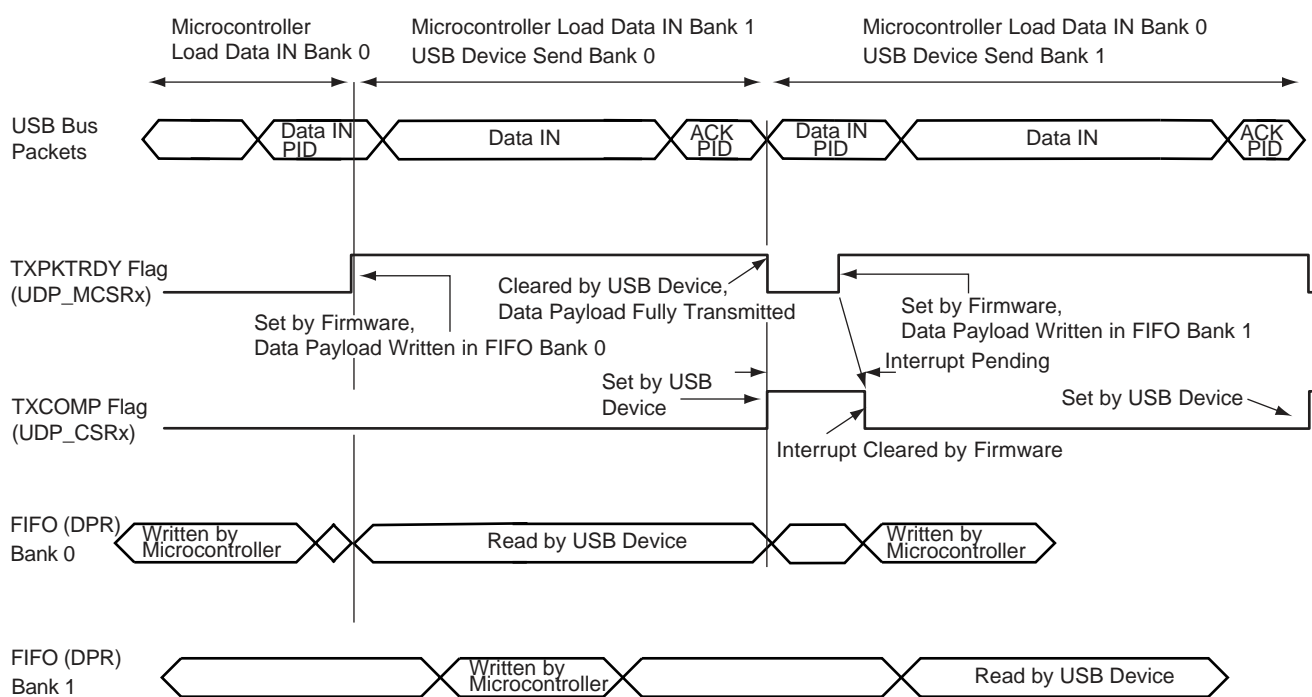 Microcontroller
Load Data IN Bank 0
Microcontroller Load Data IN Bank 1
USB Device Send Bank 0
Microcontroller Load Data IN Bank 0
USB Device Send Bank 1
USB Bus
Packets
Data IN
PID
Data IN
ACK
PID
Data IN
PID
Data IN
ACK
PID
TXPKTRDY Flag
(UDP_MCSRx)
Set by Firmware,
Data Payload Written in FIFO Bank 0
Cleared by USB Device,
Data Payload Fully Transmitted
Set by Firmware,
Data Payload Written in FIFO Bank 1
Interrupt Pending
TXCOMP Flag
(UDP_CSRx)
Set by USB
Device
Set by USB Device
Interrupt Cleared by Firmware
FIFO (DPR)
Bank 0
Written by
Microcontroller
Read by USB Device
Written by
Microcontroller
FIFO (DPR)
Bank 1
Written by
Microcontroller
Read by USB Device